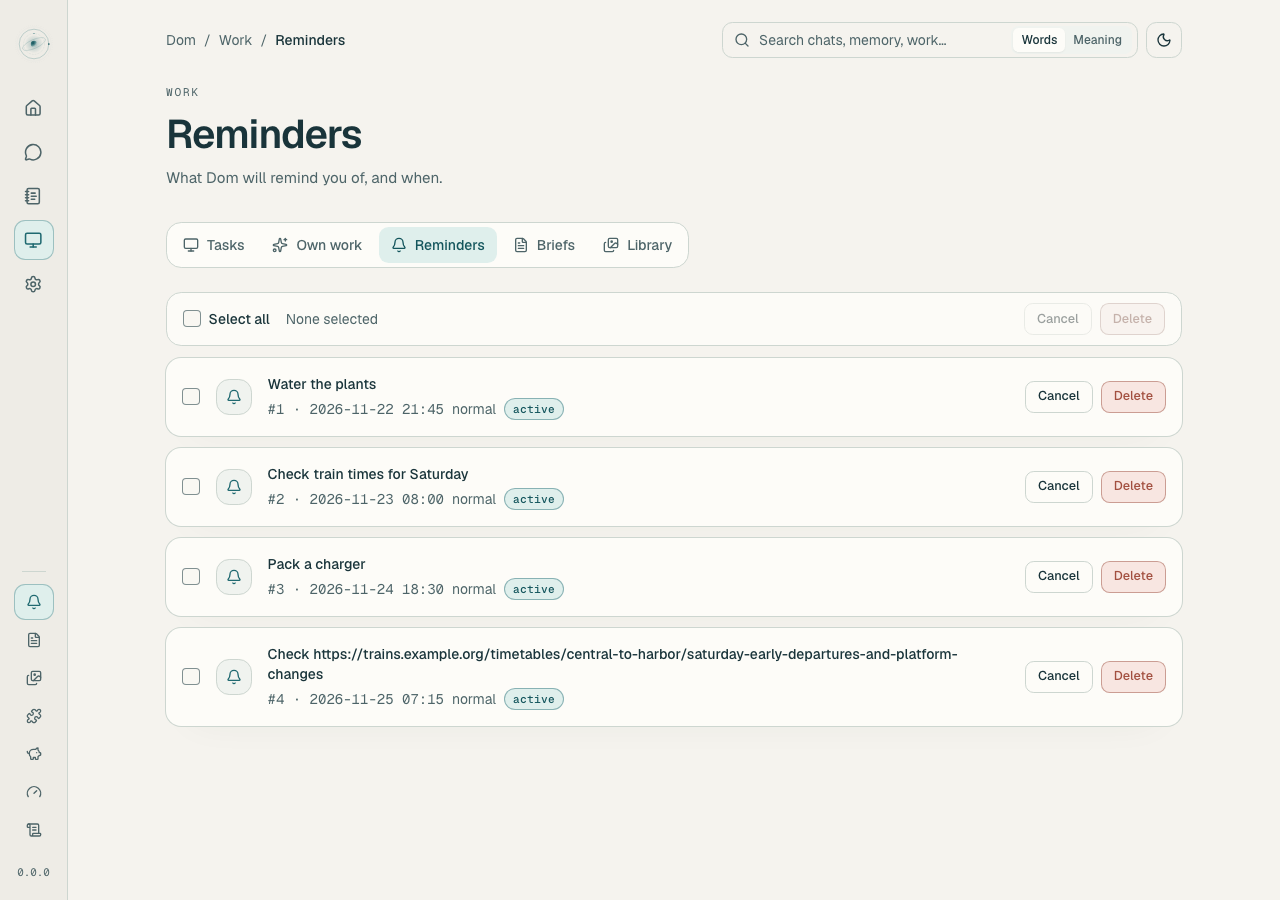 Dom / Work / Reminders
Search chats, memory, work… Words Meaning
WORK
Reminders
What Dom will remind you of, and when.
Tasks Own work Reminders Briefs Library
Select all None selected Cancel Delete
Water the plants
#1 · 2026-11-22 21:45 normal active
Cancel Delete
Check train times for Saturday
#2 · 2026-11-23 08:00 normal active
Cancel Delete
Pack a charger
#3 · 2026-11-24 18:30 normal active
Cancel Delete
Check https://trains.example.org/timetables/central-to-harbor/saturday-early-departures-and-platform-
changes
#4 · 2026-11-25 07:15 normal active
Cancel Delete
0.0.0